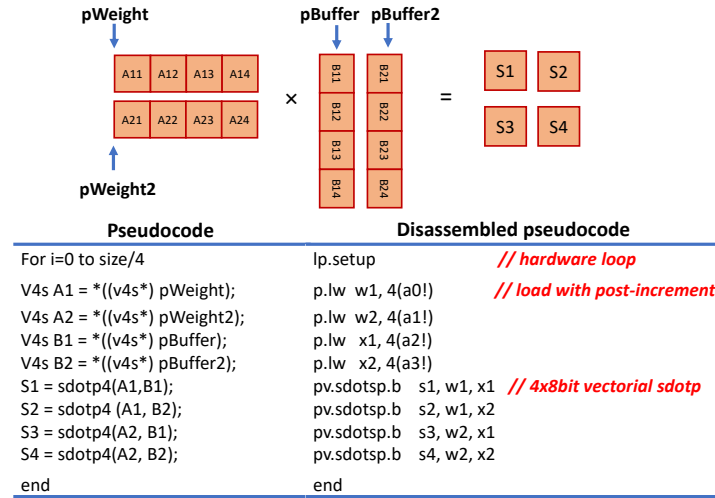 pWeight pBuffer pBuffer2
A11 A12 A13 A14
A21 A22 A23 A24
pWeight2
×
B11
B12
B13
B14
B21
B22
B23
B24
=
S1 S2
S3 S4
Pseudocode Disassembled pseudocode
For i=0 to size/4 lp.setup // hardware loop
V4s A1 = *((v4s*) pWeight); p.lw w1, 4(a0!) // load with post-increment
V4s A2 = *((v4s*) pWeight2); p.lw w2, 4(a1!)
V4s B1 = *((v4s*) pBuffer); p.lw x1, 4(a2!)
V4s B2 = *((v4s*) pBuffer2); p.lw x2, 4(a3!)
S1 = sdotp4(A1,B1); pv.sdotsp.b s1, w1, x1 // 4x8bit vectorial sdotp
S2 = sdotp4 (A1, B2); pv.sdotsp.b s2, w1, x2
S3 = sdotp4(A2, B1); pv.sdotsp.b s3, w2, x1
S4 = sdotp4(A2, B2); pv.sdotsp.b s4, w2, x2
end end